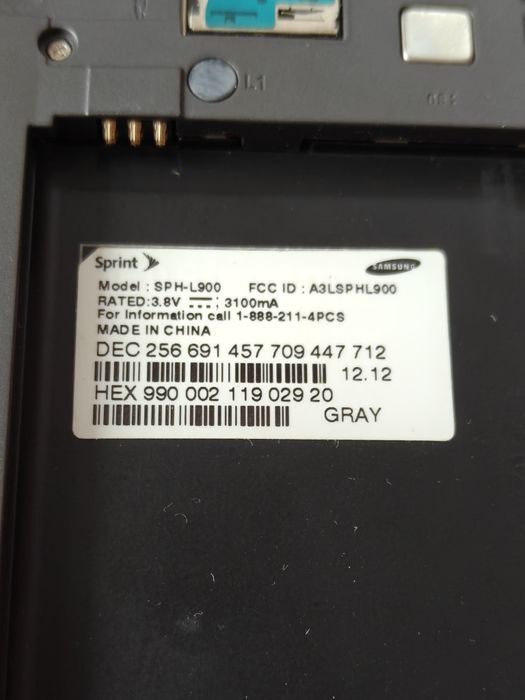 L1
Sprint
SAMSUNG
Model : SPH-L900 FCC ID : A3LSPHL900
RATED:3.8V ⎓; 3100mA
For Information call 1-888-211-4PCS
MADE IN CHINA
DEC 256 691 457 709 447 712
12.12
HEX 990 002 119 029 20
GRAY